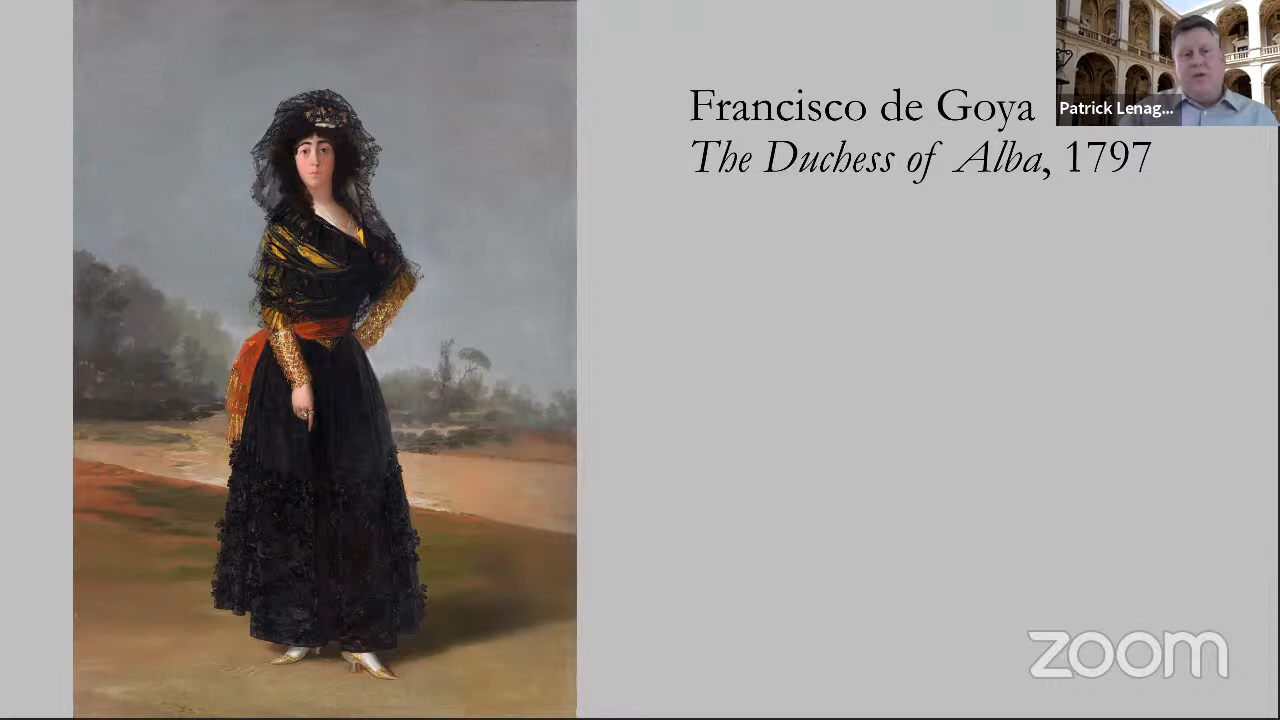 Francisco de Goya
The Duchess of Alba, 1797
Patrick Lenag...
zoom